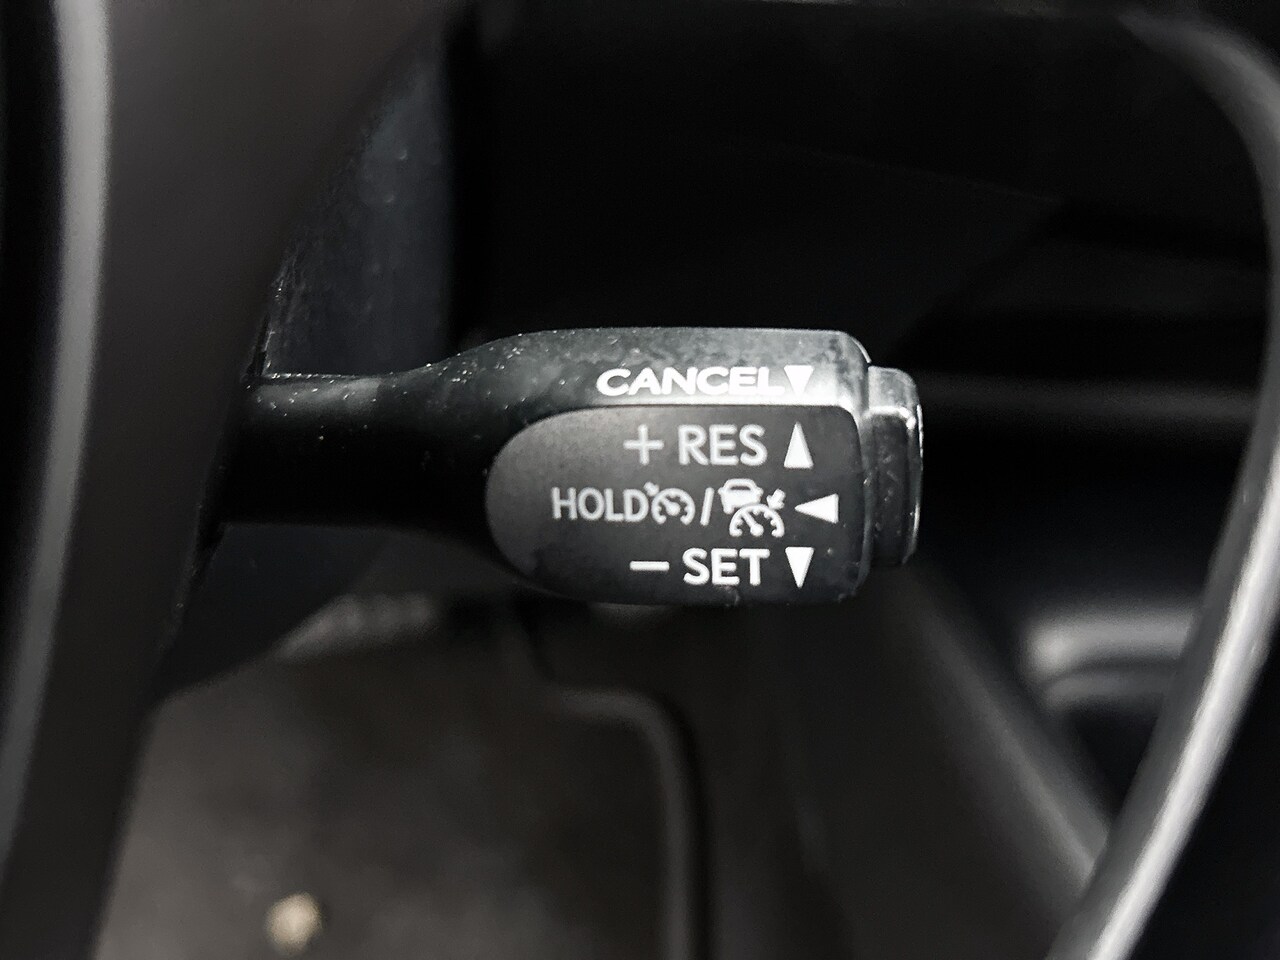 CANCEL▼
+ RES ▲
HOLD / ◀
− SET ▼